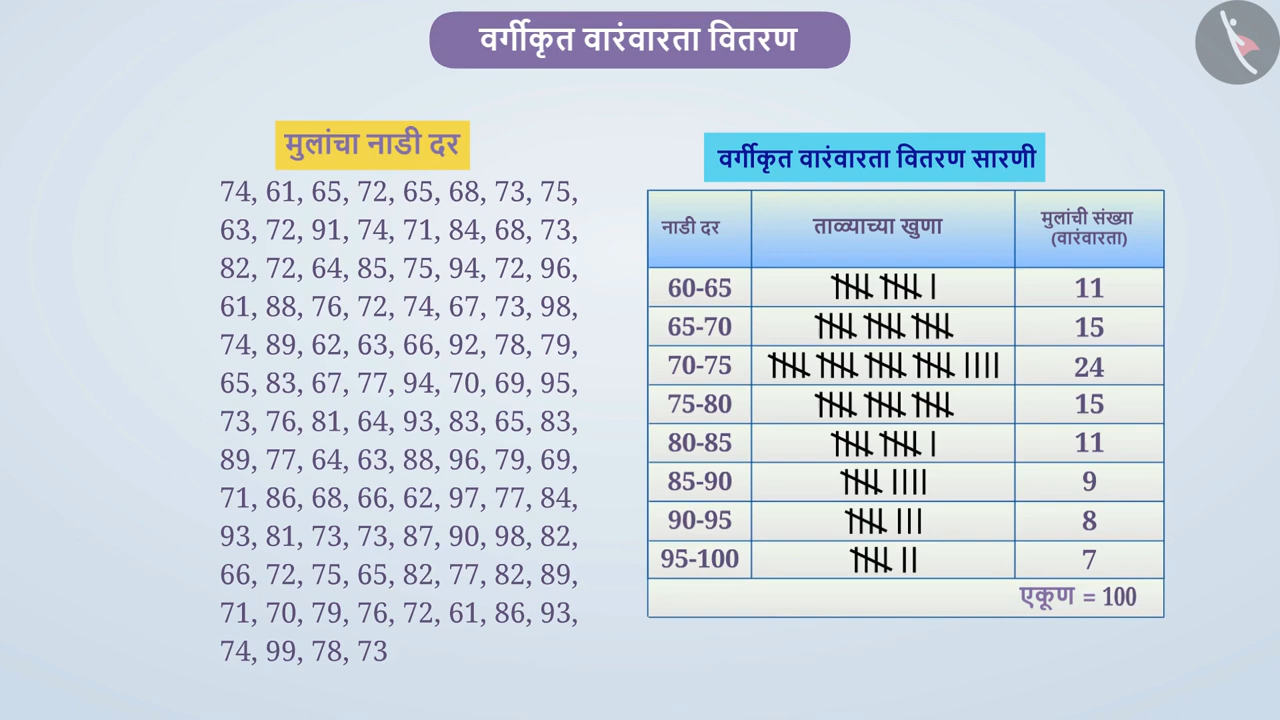 वर्गीकृत वारंवारता वितरण
मुलांचा नाडी दर
74, 61, 65, 72, 65, 68, 73, 75,
63, 72, 91, 74, 71, 84, 68, 73,
82, 72, 64, 85, 75, 94, 72, 96,
61, 88, 76, 72, 74, 67, 73, 98,
74, 89, 62, 63, 66, 92, 78, 79,
65, 83, 67, 77, 94, 70, 69, 95,
73, 76, 81, 64, 93, 83, 65, 83,
89, 77, 64, 63, 88, 96, 79, 69,
71, 86, 68, 66, 62, 97, 77, 84,
93, 81, 73, 73, 87, 90, 98, 82,
66, 72, 75, 65, 82, 77, 82, 89,
71, 70, 79, 76, 72, 61, 86, 93,
74, 99, 78, 73
वर्गीकृत वारंवारता वितरण सारणी
नाडी दर ताळ्याच्या खुणा मुलांची संख्या
(वारंवारता)
60-65 11
65-70 15
70-75 24
75-80 15
80-85 11
85-90 9
90-95 8
95-100 7
एकूण = 100